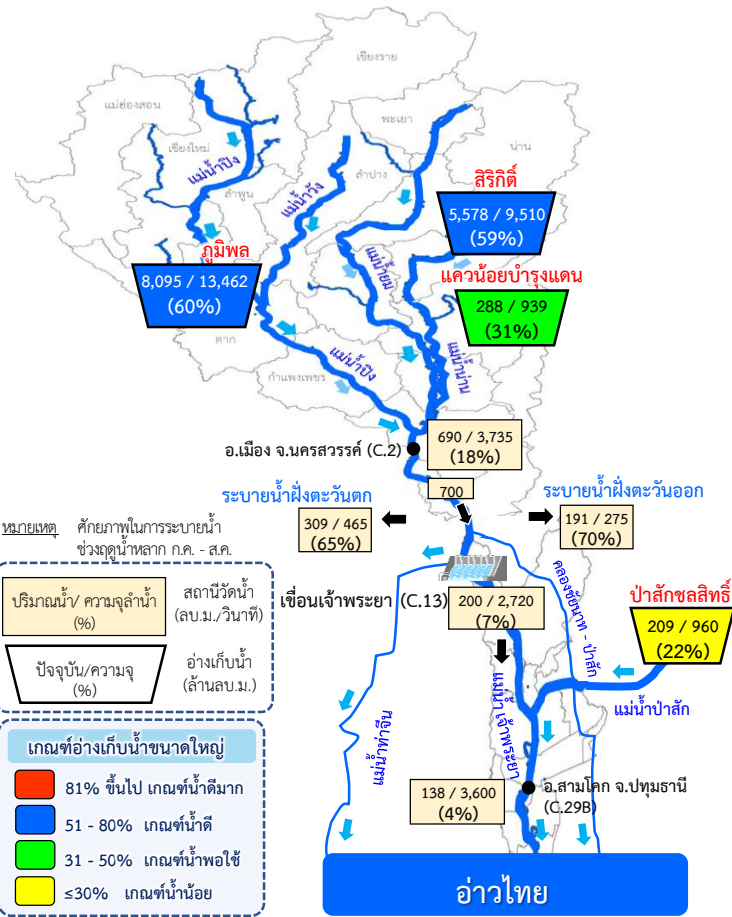 เชียงราย
แม่ฮ่องสอน
พะเยา
เชียงใหม่
น่าน
แม่น้ำปิง
ลำปาง
ลำพูน
แม่น้ำวัง
สิริกิติ์
5,578 / 9,510
(59%)
ภูมิพล
8,095 / 13,462
(60%)
แม่น้ำยม
แควน้อยบำรุงแดน
288 / 939
(31%)
ตาก
แม่น้ำปิง
แม่น้ำน่าน
กำแพงเพชร
อ.เมือง จ.นครสวรรค์ (C.2)
690 / 3,735
(18%)
ระบายน้ำฝั่งตะวันตก
309 / 465
(65%)
700
ระบายน้ำฝั่งตะวันออก
191 / 275
(70%)
หมายเหตุ ศักยภาพในการระบายน้ำ
ช่วงฤดูน้ำหลาก ก.ค. - ส.ค.
ปริมาณน้ำ/ ความจุลำน้ำ
(%)
สถานีวัดน้ำ
(ลบ.ม./วินาที)
ปัจจุบัน/ความจุ
(%)
อ่างเก็บน้ำ
(ล้านลบ.ม.)
เขื่อนเจ้าพระยา (C.13)
200 / 2,720
(7%)
คลองชัยนาท - ป่าสัก
ป่าสักชลสิทธิ์
209 / 960
(22%)
แม่น้ำป่าสัก
แม่น้ำเจ้าพระยา
แม่น้ำท่าจีน
เกณฑ์อ่างเก็บน้ำขนาดใหญ่
81% ขึ้นไป เกณฑ์น้ำดีมาก
51 - 80% เกณฑ์น้ำดี
31 - 50% เกณฑ์น้ำพอใช้
≤30% เกณฑ์น้ำน้อย
138 / 3,600
(4%)
อ.สามโคก จ.ปทุมธานี
(C.29B)
อ่าวไทย